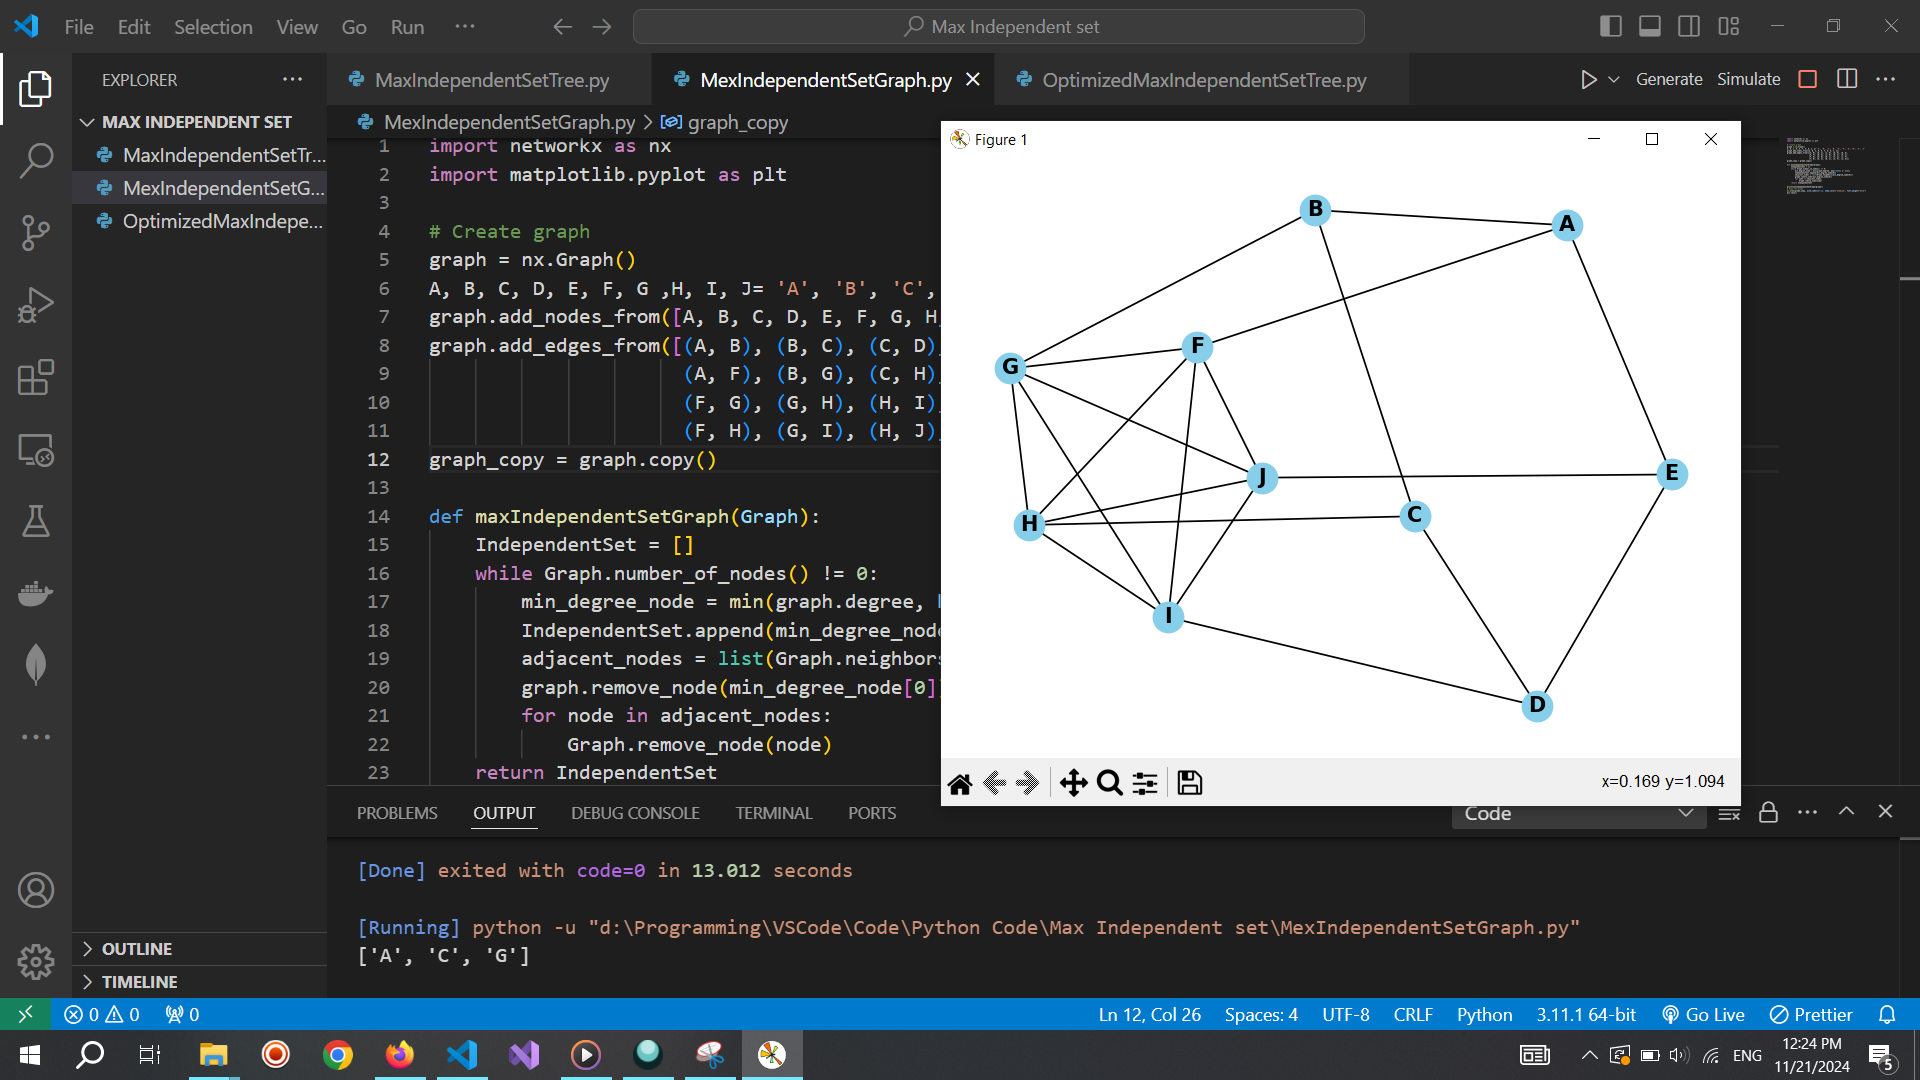 File Edit Selection View Go Run ···
Max Independent set
EXPLORER
MAX INDEPENDENT SET
MaxIndependentSetTr...
MexIndependentSetG...
OptimizedMaxIndepe...
OUTLINE
TIMELINE
MaxIndependentSetTree.py
MexIndependentSetGraph.py
OptimizedMaxIndependentSetTree.py
Generate Simulate
MexIndependentSetGraph.py > graph_copy
1 import networkx as nx
2 import matplotlib.pyplot as plt
3
4 # Create graph
5 graph = nx.Graph()
6 A, B, C, D, E, F, G ,H, I, J= 'A', 'B', 'C',
7 graph.add_nodes_from([A, B, C, D, E, F, G, H
8 graph.add_edges_from([(A, B), (B, C), (C, D)
9 (A, F), (B, G), (C, H)
10 (F, G), (G, H), (H, I)
11 (F, H), (G, I), (H, J)
12 graph_copy = graph.copy()
13
14 def maxIndependentSetGraph(Graph):
15 IndependentSet = []
16 while Graph.number_of_nodes() != 0:
17 min_degree_node = min(graph.degree,
18 IndependentSet.append(min_degree_node
19 adjacent_nodes = list(Graph.neighbors
20 graph.remove_node(min_degree_node[0]
21 for node in adjacent_nodes:
22 Graph.remove_node(node)
23 return IndependentSet
Figure 1
B
A
F
G
J
E
H
C
I
D
x=0.169 y=1.094
PROBLEMS OUTPUT DEBUG CONSOLE TERMINAL PORTS
Code
[Done] exited with code=0 in 13.012 seconds
[Running] python -u "d:\Programming\VSCode\Code\Python Code\Max Independent set\MexIndependentSetGraph.py"
['A', 'C', 'G']
0 0 0
Ln 12, Col 26 Spaces: 4 UTF-8 CRLF Python 3.11.1 64-bit Go Live Prettier
ENG
12:24 PM
11/21/2024
5